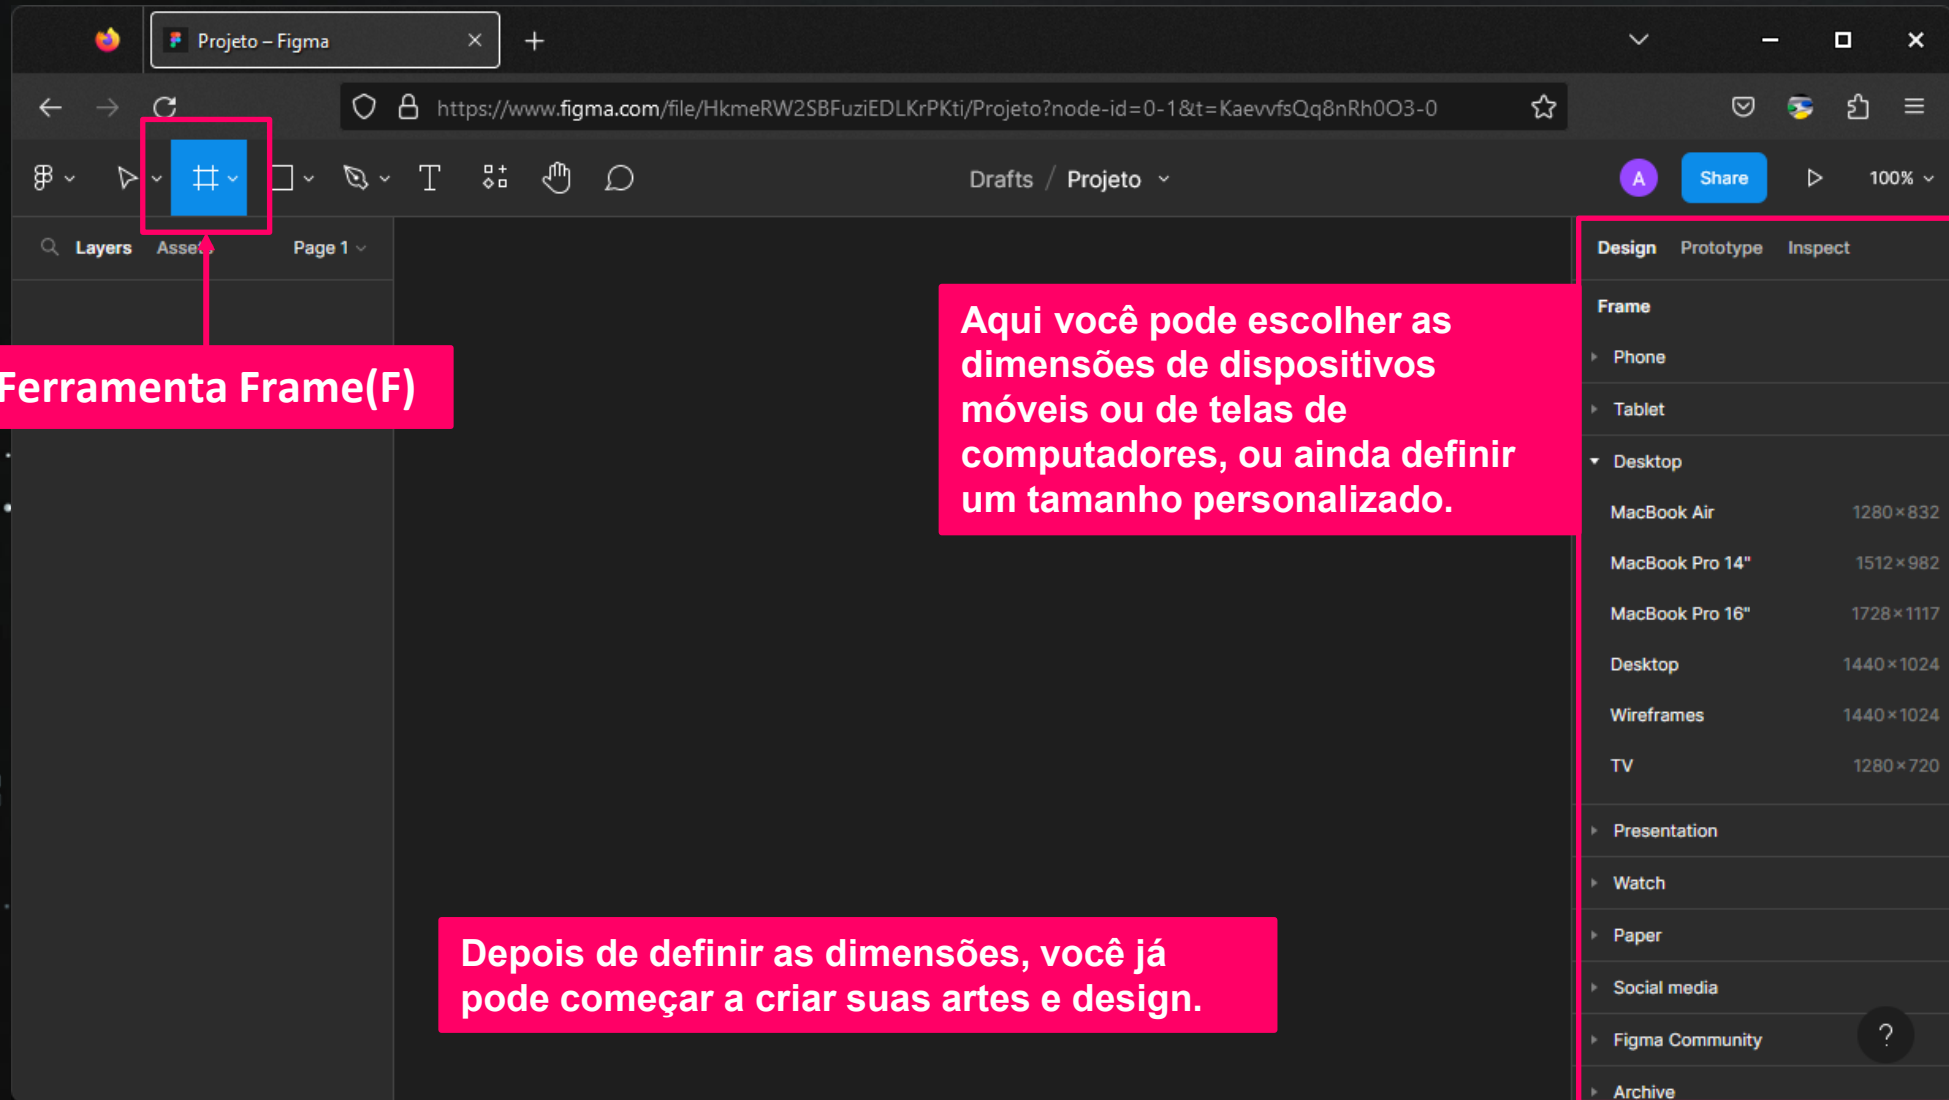 Projeto – Figma
https://www.figma.com/file/HkmeRW2SBFuziEDLKrPKti/Projeto?node-id=0-1&t=KaevvfsQq8nRh0O3-0
T
Drafts / Projeto
A
Share
100%
Layers
Assets
Page 1
Design
Prototype
Inspect
Ferramenta Frame(F)
Aqui você pode escolher as
dimensões de dispositivos
móveis ou de telas de
computadores, ou ainda definir
um tamanho personalizado.
Frame
Phone
Tablet
Desktop
MacBook Air 1280×832
MacBook Pro 14" 1512×982
MacBook Pro 16" 1728×1117
Desktop 1440×1024
Wireframes 1440×1024
TV 1280×720
Presentation
Watch
Paper
Social media
Figma Community
?
Archive
Depois de definir as dimensões, você já
pode começar a criar suas artes e design.